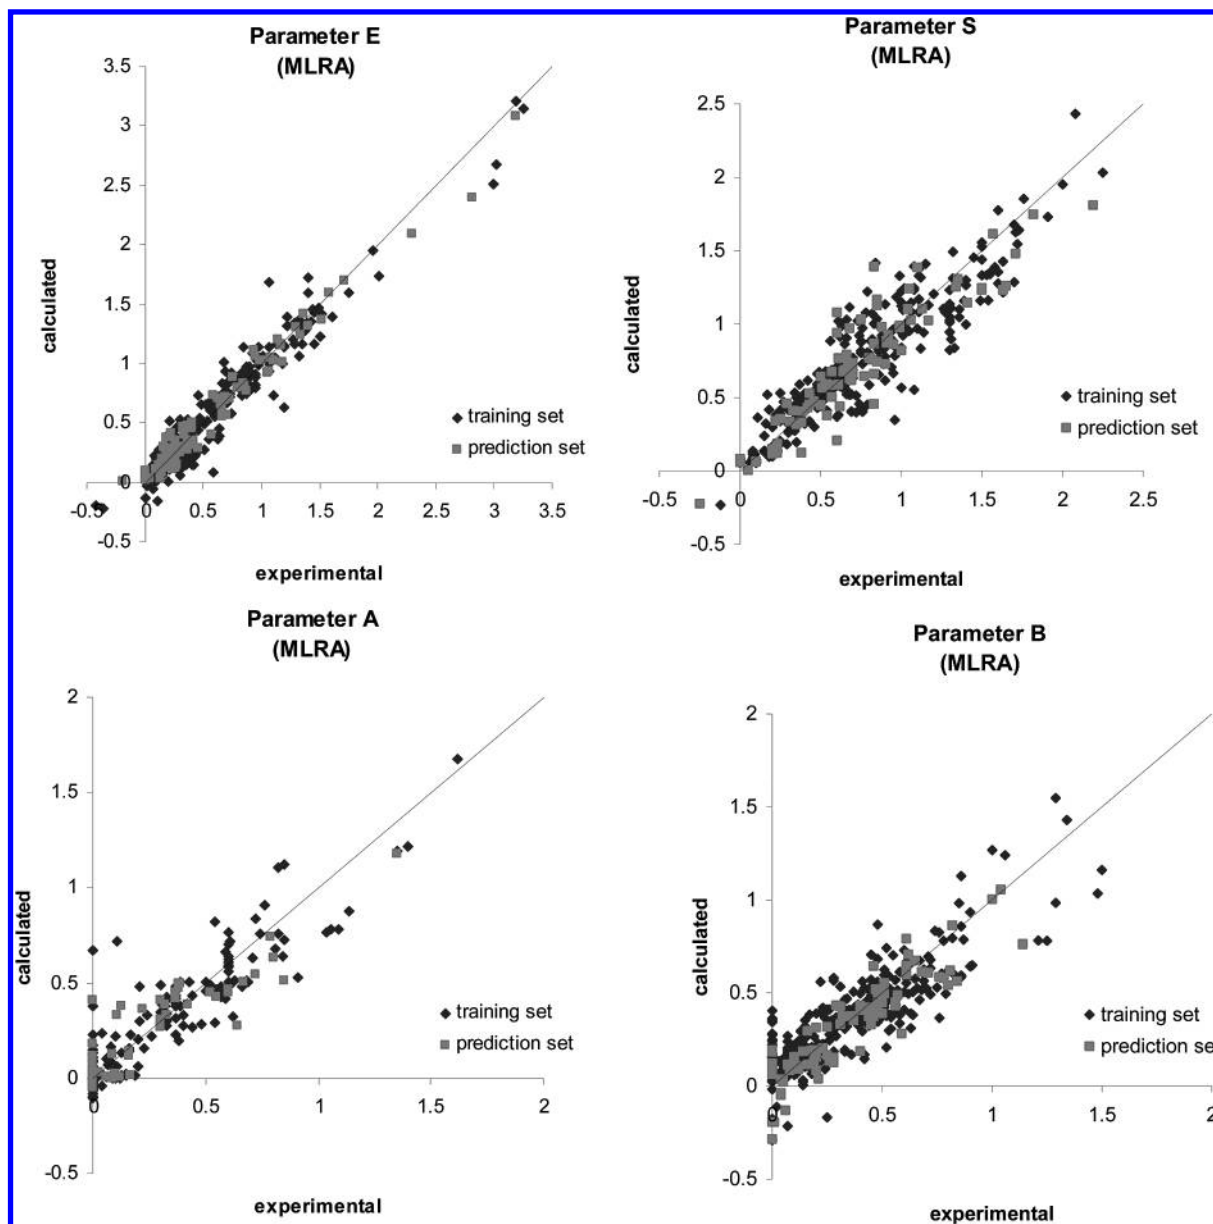 Parameter E
(MLRA)
3.5
3
2.5
2
1.5
1
0.5
0
-0.5
-0.5
0
0.5
1
1.5
2
2.5
3
3.5
calculated
experimental
training set
prediction set
Parameter S
(MLRA)
2.5
2
1.5
1
0.5
0
-0.5
-0.5
0
0.5
1
1.5
2
2.5
calculated
experimental
training set
prediction set
Parameter A
(MLRA)
2
1.5
1
0.5
0
-0.5
0
0.5
1
1.5
2
calculated
experimental
training set
prediction set
Parameter B
(MLRA)
2
1.5
1
0.5
0
-0.5
0
0.5
1
1.5
2
calculated
experimental
training set
prediction se